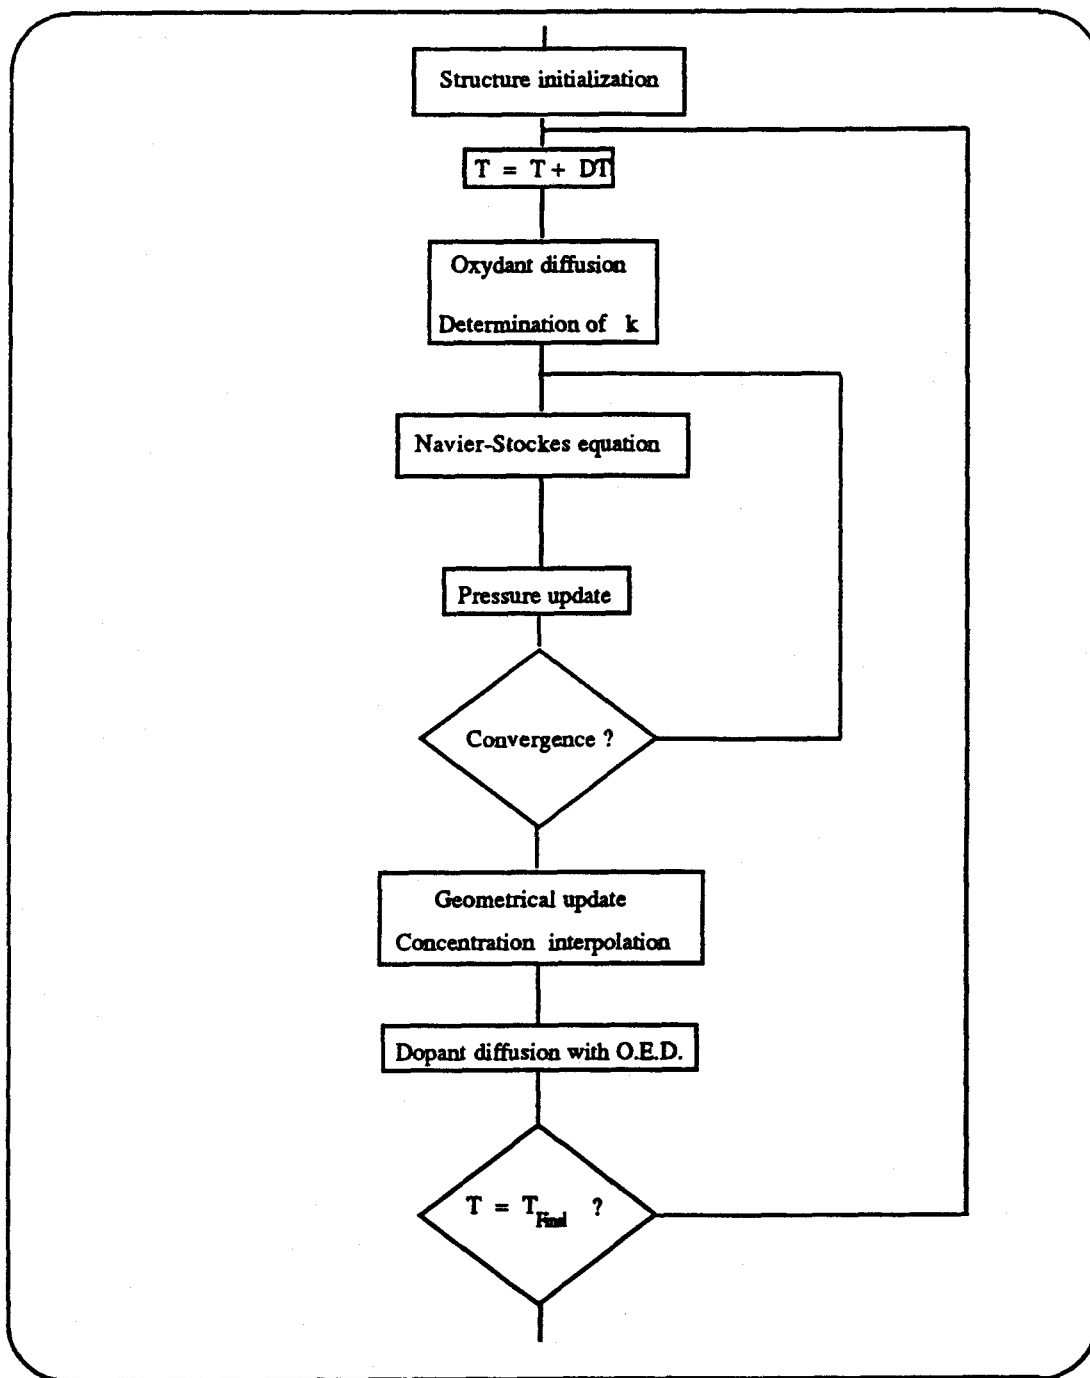 Structure initialization
T = T + DT
Oxydant diffusion
Determination of k
Navier-Stockes equation
Pressure update
Convergence ?
Geometrical update
Concentration interpolation
Dopant diffusion with O.E.D.
T = T_Final ?